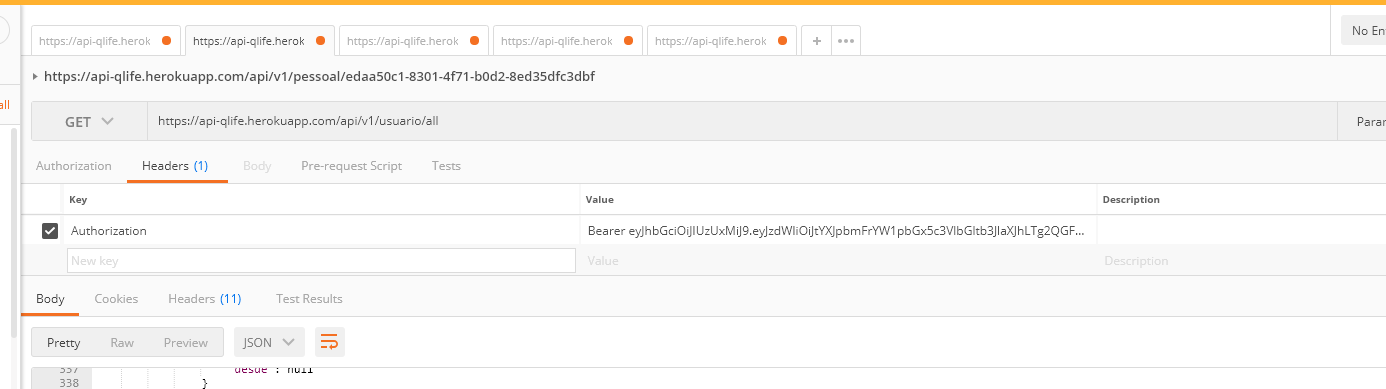 https://api-qlife.herok
https://api-qlife.herok
https://api-qlife.herok
https://api-qlife.herok
https://api-qlife.herok
+
•••
No En
https://api-qlife.herokuapp.com/api/v1/pessoal/edaa50c1-8301-4f71-b0d2-8ed35dfc3dbf
all
GET
https://api-qlife.herokuapp.com/api/v1/usuario/all
Paran
Authorization Headers (1) Body Pre-request Script Tests
Key Value Description
Authorization Bearer eyJhbGciOiJIUzUxMiJ9.eyJzdWIiOiJtYXJpbmFrYW1pbGx5c3VlbGltb3JlaXJhLTg2QGF...
New key Value Description
Body Cookies Headers (11) Test Results
Pretty Raw Preview JSON
337 desde : null
338 }